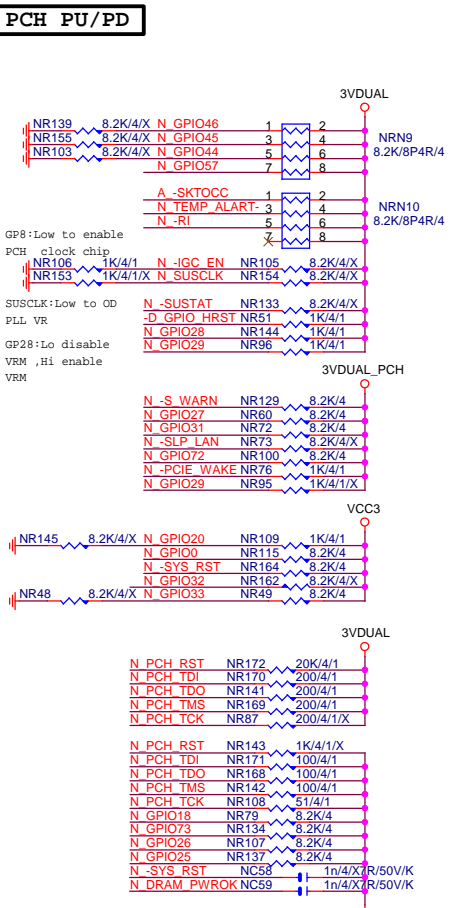 PCH PU/PD
3VDUAL
NR139 8.2K/4/X N_GPIO46 1 2
NRN9
NR155 8.2K/4/X N_GPIO45 3 4
8.2K/8P4R/4
NR103 8.2K/4/X N_GPIO44 5 6
N_GPIO57 7 8
A_-SKTOCC 1 2
N_TEMP_ALART- 3 4
NRN10
N_-RI 5 6
8.2K/8P4R/4
7 8
GP8:Low to enable
PCH clock chip
NR106 1K/4/1 N_-IGC_EN NR105 8.2K/4/X
NR153 1K/4/1/X N_SUSCLK NR154 8.2K/4/X
SUSCLK:Low to OD
PLL VR
N_-SUSTAT NR133 8.2K/4/X
-D_GPIO_HRST NR51 1K/4/1
N_GPIO28 NR144 1K/4/1
N_GPIO29 NR96 1K/4/1
GP28:Lo disable
VRM ,Hi enable
VRM
3VDUAL_PCH
N_-S_WARN NR129 8.2K/4
N_GPIO27 NR60 8.2K/4
N_GPIO31 NR72 8.2K/4
N_-SLP_LAN NR73 8.2K/4/X
N_GPIO72 NR100 8.2K/4
N_-PCIE_WAKE NR76 1K/4/1
N_GPIO29 NR95 1K/4/1/X
VCC3
NR145 8.2K/4/X N_GPIO20 NR109 1K/4/1
N_GPIO0 NR115 8.2K/4
N_-SYS_RST NR164 8.2K/4
N_GPIO32 NR162 8.2K/4/X
NR48 8.2K/4/X N_GPIO33 NR49 8.2K/4
3VDUAL
N_PCH_RST NR172 20K/4/1
N_PCH_TDI NR170 200/4/1
N_PCH_TDO NR141 200/4/1
N_PCH_TMS NR169 200/4/1
N_PCH_TCK NR87 200/4/1/X
N_PCH_RST NR143 1K/4/1/X
N_PCH_TDI NR171 100/4/1
N_PCH_TDO NR168 100/4/1
N_PCH_TMS NR142 100/4/1
N_PCH_TCK NR108 51/4/1
N_GPIO18 NR79 8.2K/4
N_GPIO73 NR134 8.2K/4
N_GPIO26 NR107 8.2K/4
N_GPIO25 NR137 8.2K/4
N_-SYS_RST NC58 1n/4/X7R/50V/K
N_DRAM_PWROK NC59 1n/4/X7R/50V/K